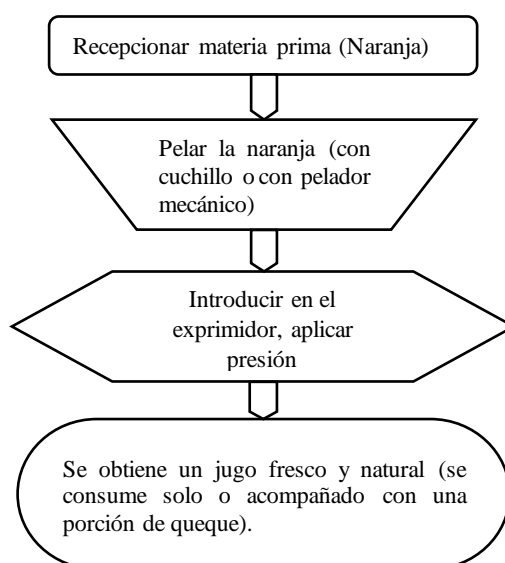 Recepcionar materia prima (Naranja)
Pelar la naranja (con
cuchillo o con pelador
mecánico)
Introducir en el
exprimidor, aplicar
presión
Se obtiene un jugo fresco y natural (se
consume solo o acompañado con una
porción de queque).